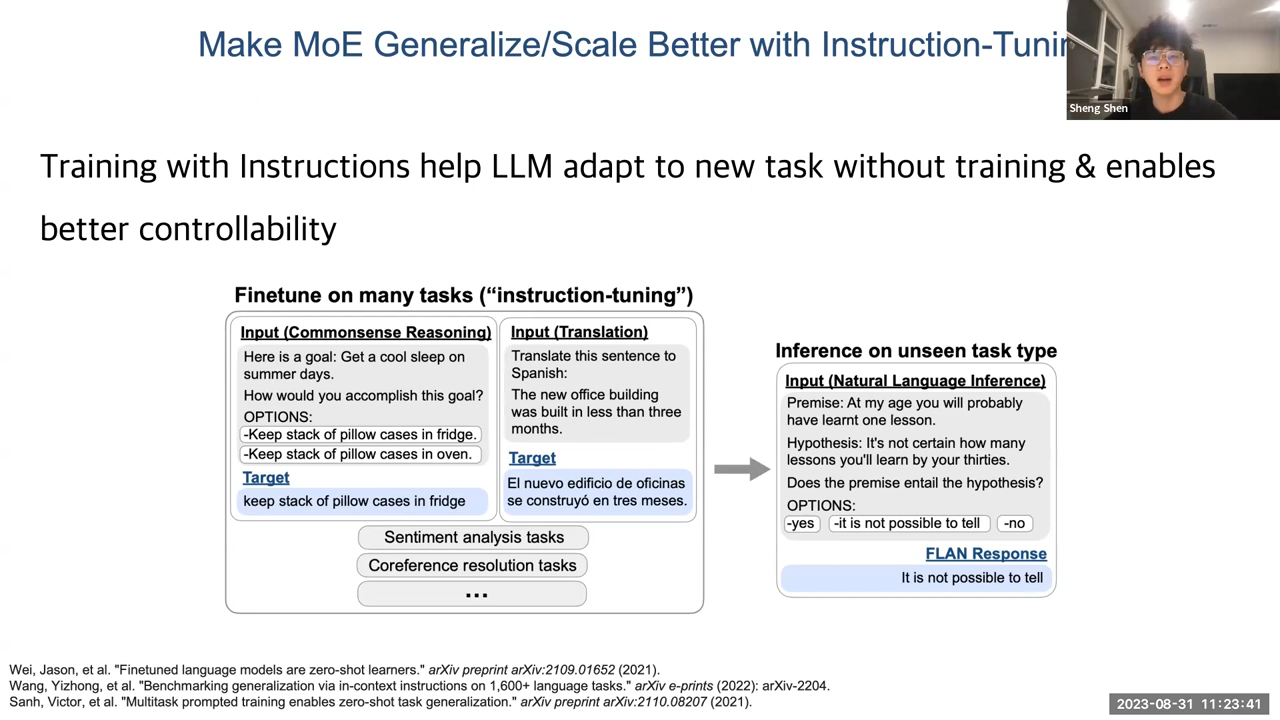 Make MoE Generalize/Scale Better with Instruction-Tunin
Sheng Shen
Training with Instructions help LLM adapt to new task without training & enables
better controllability
Finetune on many tasks (“instruction-tuning”)
Input (Commonsense Reasoning)
Here is a goal: Get a cool sleep on
summer days.
How would you accomplish this goal?
OPTIONS:
-Keep stack of pillow cases in fridge.
-Keep stack of pillow cases in oven.
Target
keep stack of pillow cases in fridge
Input (Translation)
Translate this sentence to
Spanish:
The new office building
was built in less than three
months.
Target
El nuevo edificio de oficinas
se construyó en tres meses.
Sentiment analysis tasks
Coreference resolution tasks
...
Inference on unseen task type
Input (Natural Language Inference)
Premise: At my age you will probably
have learnt one lesson.
Hypothesis: It's not certain how many
lessons you'll learn by your thirties.
Does the premise entail the hypothesis?
OPTIONS:
-yes -it is not possible to tell -no
FLAN Response
It is not possible to tell
Wei, Jason, et al. "Finetuned language models are zero-shot learners." arXiv preprint arXiv:2109.01652 (2021).
Wang, Yizhong, et al. "Benchmarking generalization via in-context instructions on 1,600+ language tasks." arXiv e-prints (2022): arXiv-2204.
Sanh, Victor, et al. "Multitask prompted training enables zero-shot task generalization." arXiv preprint arXiv:2110.08207 (2021).
2023-08-31 11:23:41